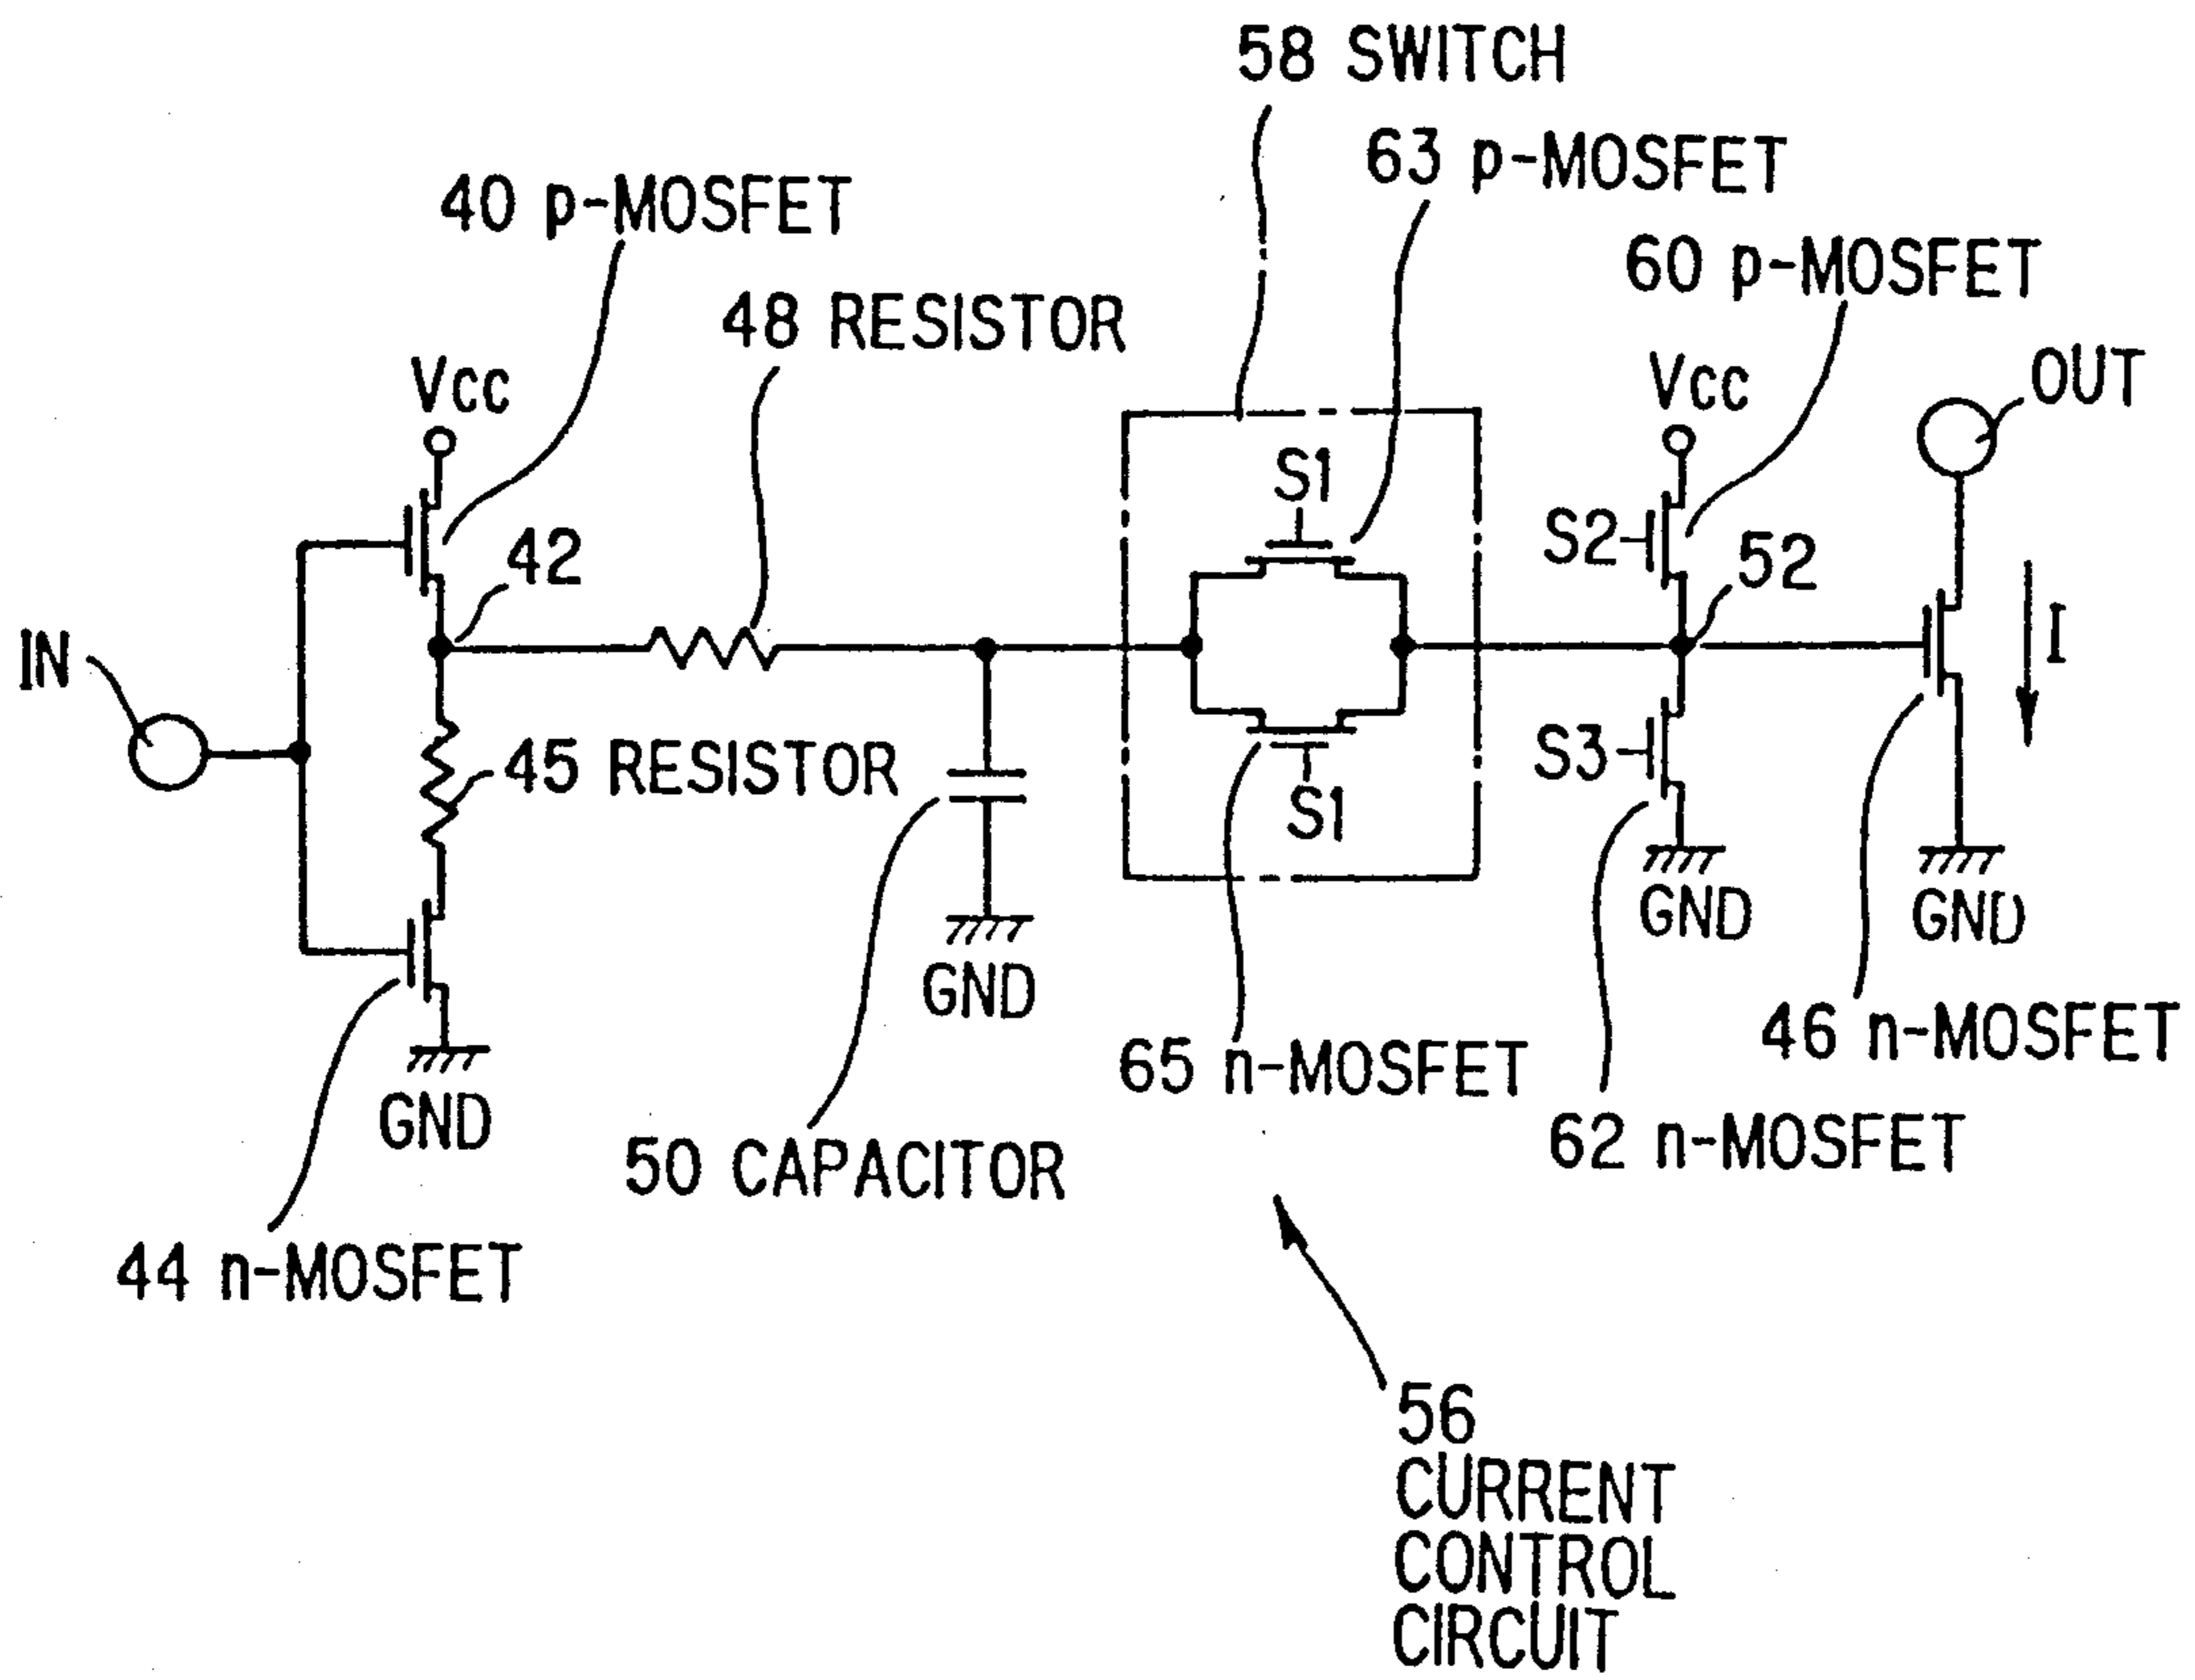 58 SWITCH
63 p-MOSFET
40 p-MOSFET
60 p-MOSFET
48 RESISTOR
Vcc
Vcc
OUT
S1
S2
42
52
IN
I
45 RESISTOR
S3
S1
GND
GND
GND
46 n-MOSFET
65 n-MOSFET
GND
62 n-MOSFET
50 CAPACITOR
44 n-MOSFET
56
CURRENT
CONTROL
CIRCUIT